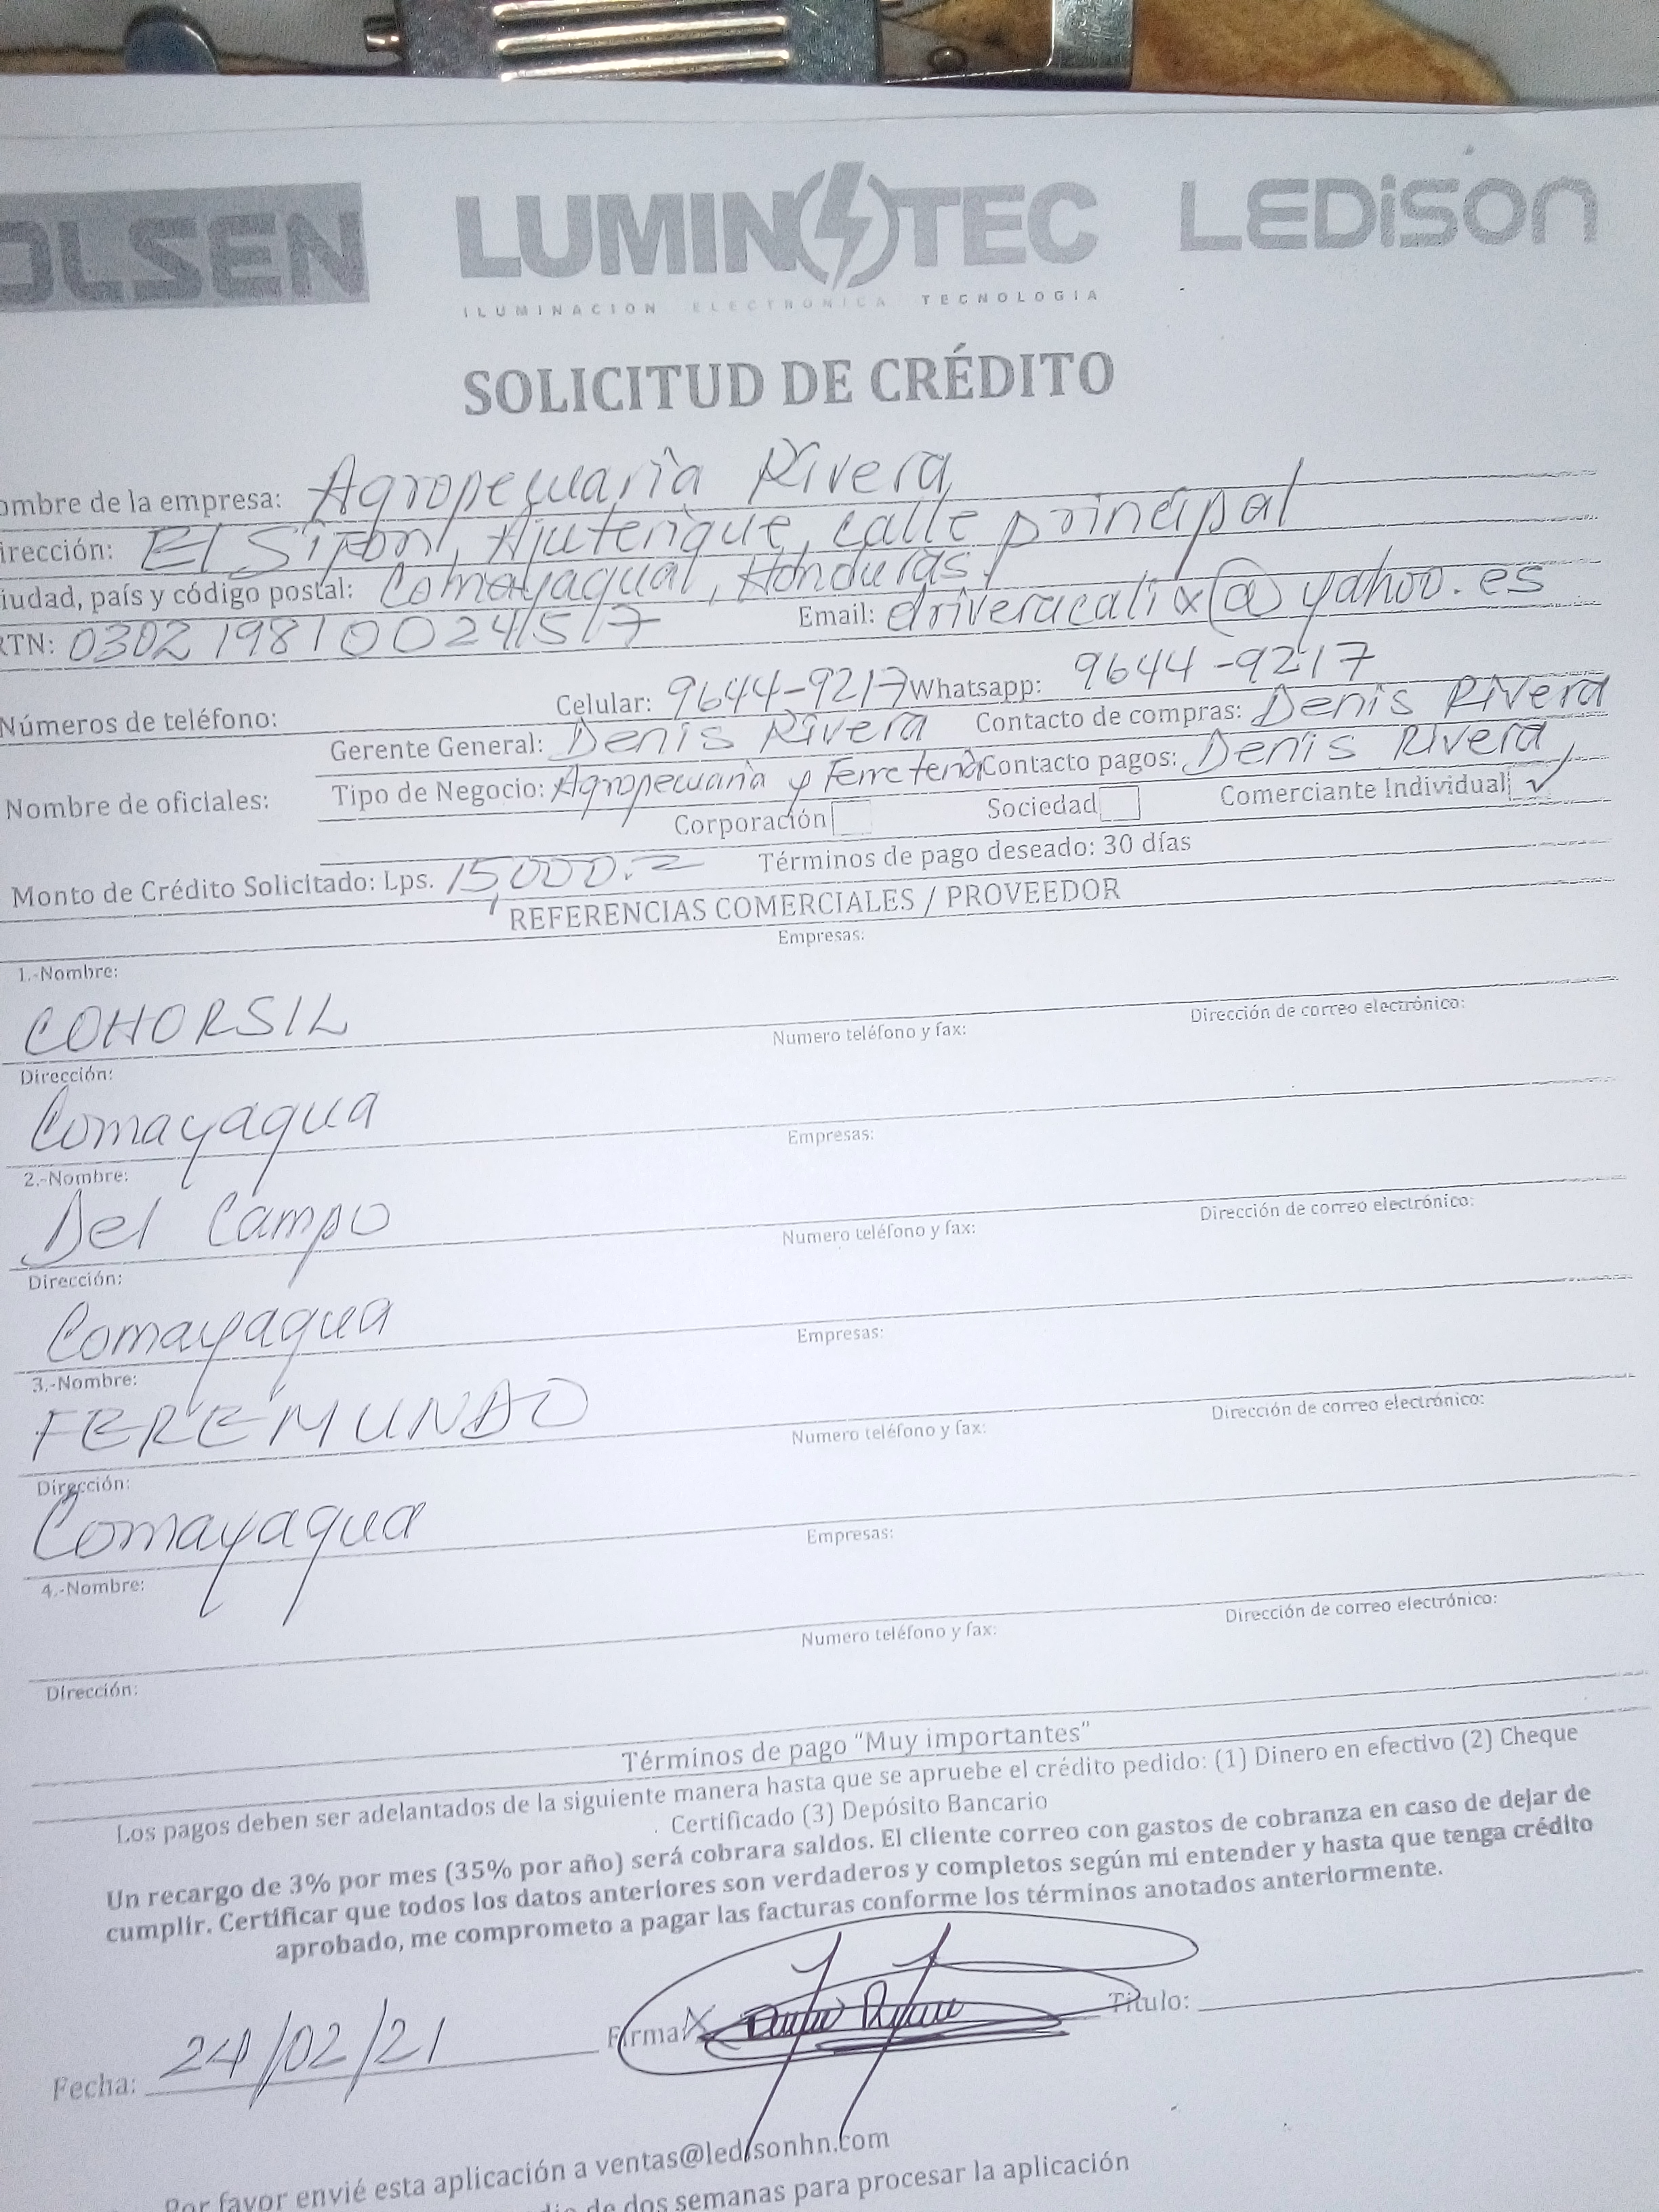 OLSEN LUMINOTEC LEDISON
ILUMINACION ELECTRONICA TECNOLOGIA
SOLICITUD DE CRÉDITO
ombre de la empresa: Agropecuaria Rivera
irección: El Sifon, Ajuterique, calle principal
iudad, país y código postal: Comayagua, Honduras.
RTN: 03021981002457 Email: driveracalix@yahoo.es
Números de teléfono: Celular: 9644-9217 Whatsapp: 9644-9217
Gerente General: Denis Rivera Contacto de compras: Denis Rivera
Nombre de oficiales: Tipo de Negocio: Agropecuaria y Ferreteria Contacto pagos: Denis Rivera
Corporación Sociedad Comerciante Individual ✓
Monto de Crédito Solicitado: Lps. 15,000.= Términos de pago deseado: 30 días
REFERENCIAS COMERCIALES / PROVEEDOR
1.-Nombre: Empresas:
COHORSIL
Dirección: Numero teléfono y fax: Dirección de correo electrónico:
Comayagua
2.-Nombre: Empresas:
Del Campo
Dirección: Numero teléfono y fax: Dirección de correo electrónico:
Comayagua
3.-Nombre: Empresas:
FEREMUNDO
Dirección: Numero teléfono y fax: Dirección de correo electrónico:
Comayagua
4.-Nombre: Empresas:
Dirección: Numero teléfono y fax: Dirección de correo electrónico:
Términos de pago "Muy importantes"
Los pagos deben ser adelantados de la siguiente manera hasta que se apruebe el crédito pedido: (1) Dinero en efectivo (2) Cheque
. Certificado (3) Depósito Bancario
Un recargo de 3% por mes (35% por año) será cobrara saldos. El cliente correo con gastos de cobranza en caso de dejar de
cumplir. Certificar que todos los datos anteriores son verdaderos y completos según mi entender y hasta que tenga crédito
aprobado, me comprometo a pagar las facturas conforme los términos anotados anteriormente.
Fecha: 24/02/21 Firma X Titulo:
Por favor envié esta aplicación a ventas@ledisonhn.com
de dos semanas para procesar la aplicación